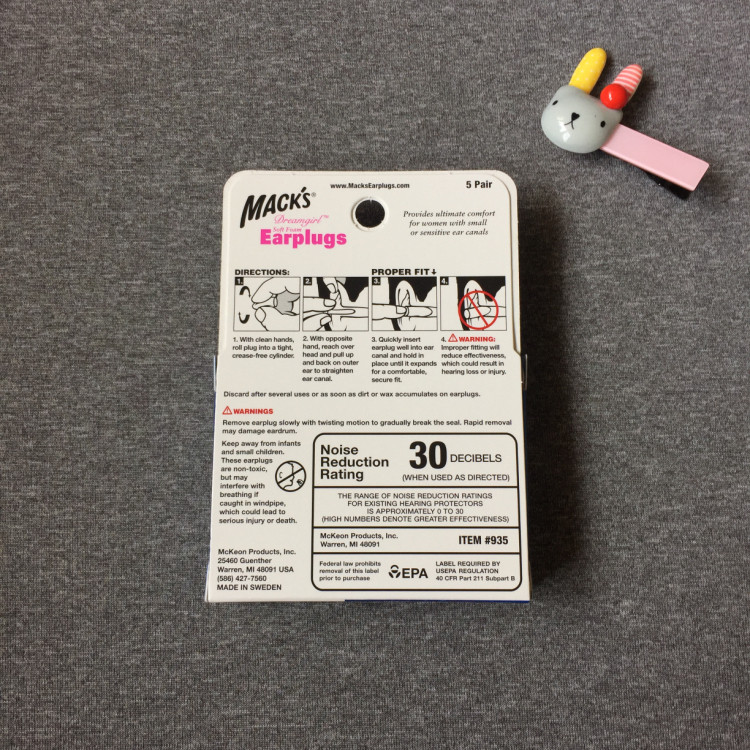 www.MacksEarplugs.com
5 Pair
MACK'S®
Dreamgirl™
Soft Foam
Earplugs
Provides ultimate comfort
for women with small
or sensitive ear canals
DIRECTIONS:
PROPER FIT↓
1.
2.
3.
4.
1. With clean hands,
roll plug into a tight,
crease-free cylinder.
2. With opposite
hand, reach over
head and pull up
and back on outer
ear to straighten
ear canal.
3. Quickly insert
earplug well into ear
canal and hold in
place until it expands
for a comfortable,
secure fit.
4. ⚠WARNING:
Improper fitting will
reduce effectiveness,
which could result in
hearing loss or injury.
Discard after several uses or as soon as dirt or wax accumulates on earplugs.
⚠WARNINGS
Remove earplug slowly with twisting motion to gradually break the seal. Rapid removal
may damage eardrum.
Keep away from infants
and small children.
These earplugs
are non-toxic,
but may
interfere with
breathing if
caught in windpipe,
which could lead to
serious injury or death.
McKeon Products, Inc.
25460 Guenther
Warren, MI 48091 USA
(586) 427-7560
MADE IN SWEDEN
Noise
Reduction
Rating
30 DECIBELS
(WHEN USED AS DIRECTED)
THE RANGE OF NOISE REDUCTION RATINGS
FOR EXISTING HEARING PROTECTORS
IS APPROXIMATELY 0 TO 30
(HIGH NUMBERS DENOTE GREATER EFFECTIVENESS)
McKeon Products, Inc.
Warren, MI 48091
ITEM #935
Federal law prohibits
removal of this label
prior to purchase
EPA
LABEL REQUIRED BY
USEPA REGULATION
40 CFR Part 211 Subpart B